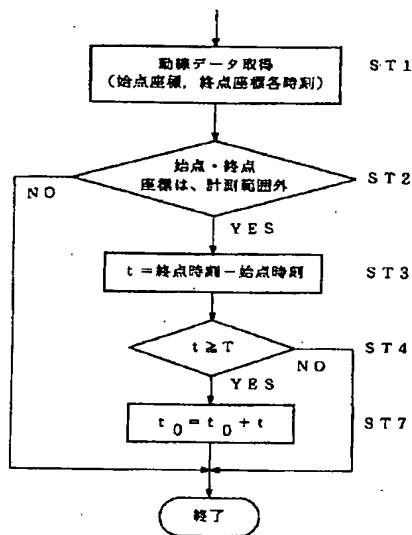 動線データ取得 ST1
(始点座標, 終点座標各時刻)
始点・終点
座標は、計測範囲外 ST2
NO
YES
t=終点時刻-始点時刻 ST3
t≧T ST4
NO
YES
t0=t0+t ST7
終了